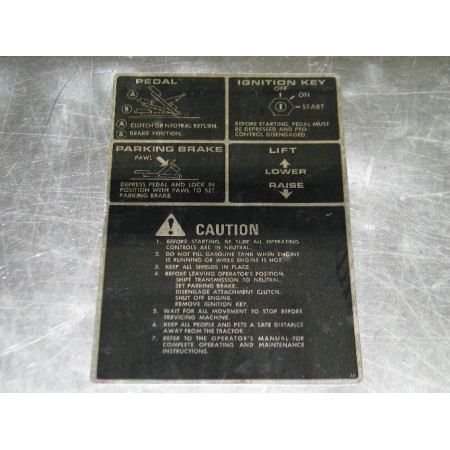 PEDAL
A
B
A CLUTCH OR NEUTRAL RETURN.
B BRAKE POSITION.
IGNITION KEY
OFF
ON
START
BEFORE STARTING, PEDAL MUST
BE DEPRESSED AND PTO
CONTROL DISENGAGED.
PARKING BRAKE
PAWL
DEPRESS PEDAL AND LOCK IN
POSITION WITH PAWL TO SET
PARKING BRAKE.
LIFT
LOWER
RAISE
CAUTION
1. BEFORE STARTING, BE SURE ALL OPERATING
CONTROLS ARE IN NEUTRAL.
2. DO NOT FILL GASOLINE TANK WHEN ENGINE
IS RUNNING OR WHILE ENGINE IS HOT.
3. KEEP ALL SHIELDS IN PLACE.
4. BEFORE LEAVING OPERATOR'S POSITION:
SHIFT TRANSMISSION TO NEUTRAL.
SET PARKING BRAKE.
DISENGAGE ATTACHMENT CLUTCH.
SHUT OFF ENGINE.
REMOVE IGNITION KEY.
5. WAIT FOR ALL MOVEMENT TO STOP BEFORE
SERVICING MACHINE.
6. KEEP ALL PEOPLE AND PETS A SAFE DISTANCE
AWAY FROM THE TRACTOR.
7. REFER TO THE OPERATOR'S MANUAL FOR
COMPLETE OPERATING AND MAINTENANCE
INSTRUCTIONS.